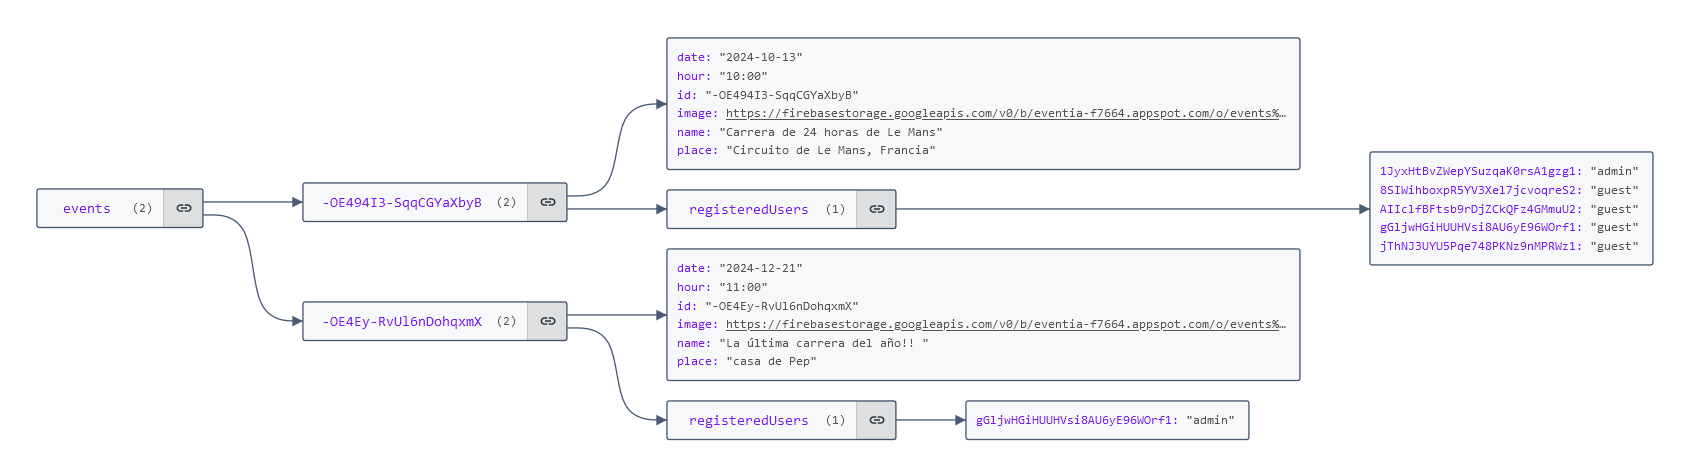 events (2)
-OE494I3-SqqCGYaXbyB (2)
date: "2024-10-13"
hour: "10:00"
id: "-OE494I3-SqqCGYaXbyB"
image: https://firebasestorage.googleapis.com/v0/b/eventia-f7664.appspot.com/o/events%…
name: "Carrera de 24 horas de Le Mans"
place: "Circuito de Le Mans, Francia"
registeredUsers (1)
1JyxHtBvZWepYSuzqaK0rsA1gzg1: "admin"
8SIWihboxpR5YV3Xel7jcvoqreS2: "guest"
AIIclfBFtsb9rDjZCkQFz4GMmuU2: "guest"
gGljwHGiHUUHVsi8AU6yE96WOrf1: "guest"
jThNJ3UYU5Pqe748PKNz9nMPRWz1: "guest"
-OE4Ey-RvUl6nDohqxmX (2)
date: "2024-12-21"
hour: "11:00"
id: "-OE4Ey-RvUl6nDohqxmX"
image: https://firebasestorage.googleapis.com/v0/b/eventia-f7664.appspot.com/o/events%…
name: "La última carrera del año!! "
place: "casa de Pep"
registeredUsers (1)
gGljwHGiHUUHVsi8AU6yE96WOrf1: "admin"